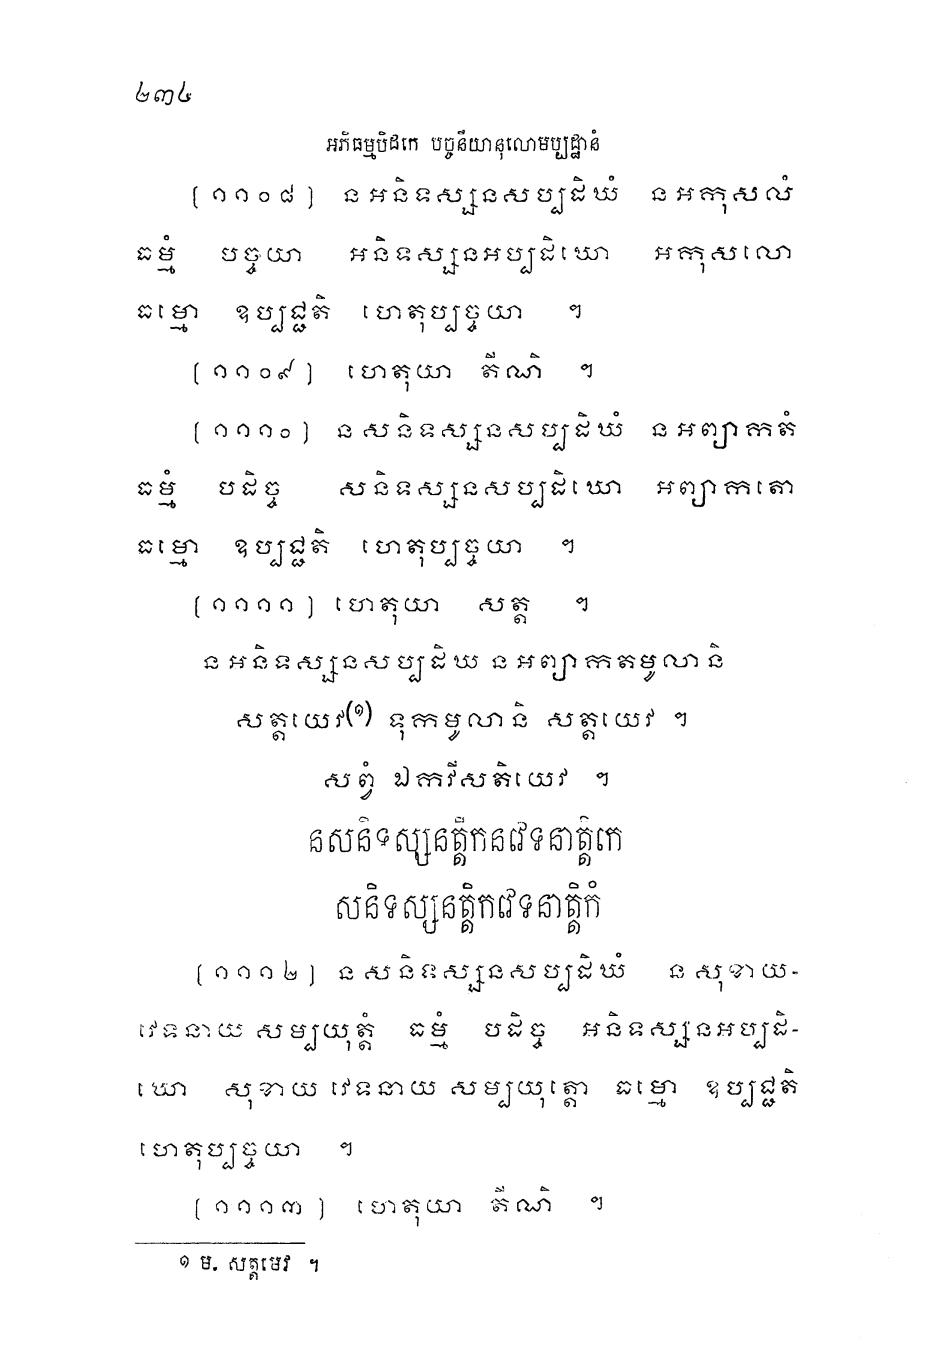 ២៣៤
អភិធម្មបិដកេ បច្ចនីយានុលោមប្បដ្ឋានំ
(១១០៨) នអនិទស្សនសប្បដិឃំ នអកុសលំ
ធម្មំ បច្ចយា អនិទស្សនអប្បដិឃោ អកុសលោ
ធម្មោ ឧប្បជ្ជតិ ហេតុប្បច្ចយា ។
(១១០៩) ហេតុយា តីណិ ។
(១១១០) នសនិទស្សនសប្បដិឃំ នអព្យាកតំ
ធម្មំ បដិច្ច សនិទស្សនសប្បដិឃោ អព្យាកតោ
ធម្មោ ឧប្បជ្ជតិ ហេតុប្បច្ចយា ។
(១១១១) ហេតុយា សត្ត ។
នអនិទស្សនសប្បដិឃ នអព្យាកតមូលានិ
សត្តយេវ(១) ទុកមូលានិ សត្តយេវ ។
សព្វំ ឯកវីសតិយេវ ។
នសនិទស្សនត្តិកនវេទនាត្តិកេ
សនិទស្សនត្តិកវេទនាត្តិកំ
(១១១២) នសនិទស្សនសប្បដិឃំ នសុខាយ-
វេទនាយ សម្បយុត្តំ ធម្មំ បដិច្ច អនិទស្សនអប្បដិ-
ឃោ សុខាយ វេទនាយ សម្បយុត្តោ ធម្មោ ឧប្បជ្ជតិ
ហេតុប្បច្ចយា ។
(១១១៣) ហេតុយា តីណិ ។
១ ម. សត្តមេវ ។